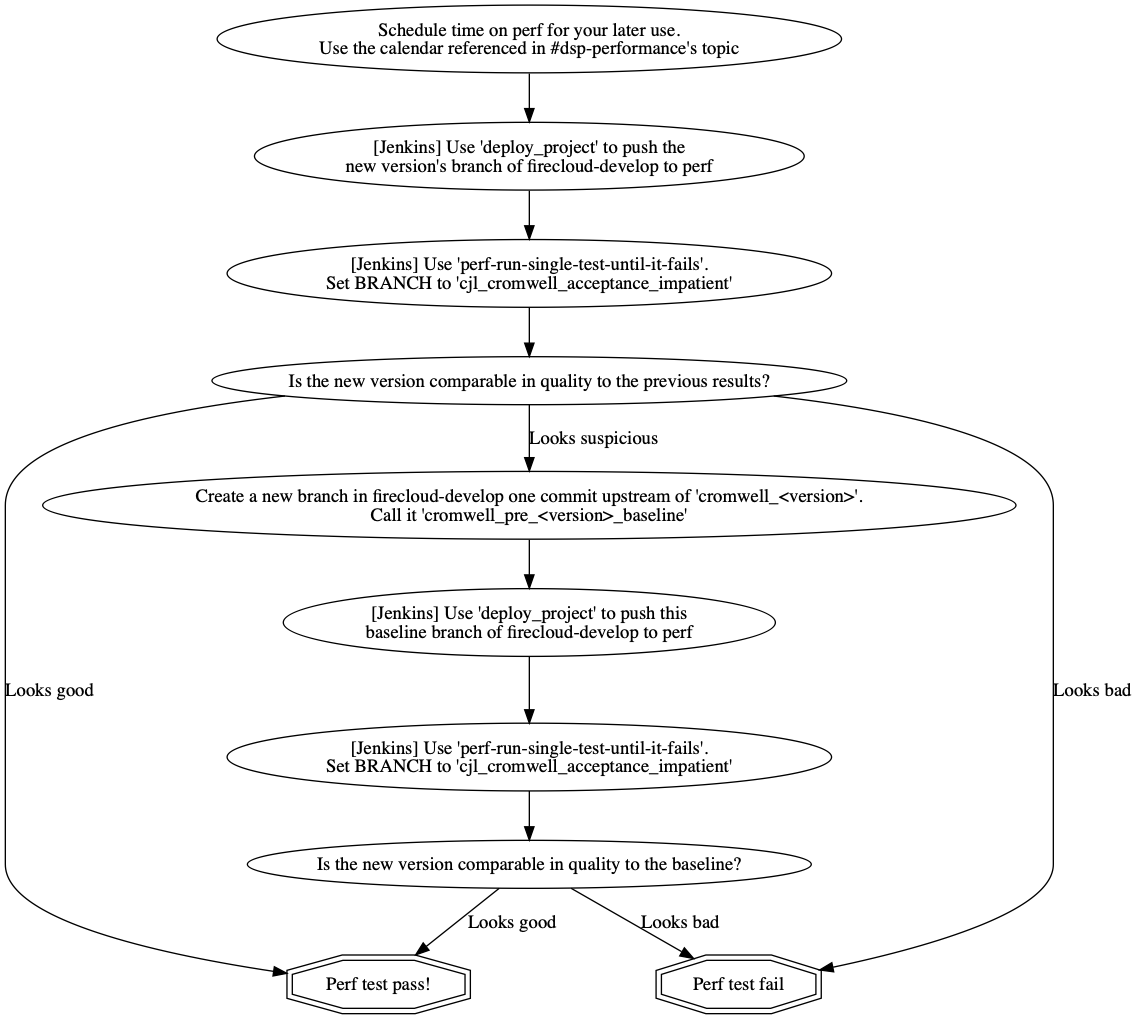 Schedule time on perf for your later use.
Use the calendar referenced in #dsp-performance's topic
[Jenkins] Use 'deploy_project' to push the
new version's branch of firecloud-develop to perf
[Jenkins] Use 'perf-run-single-test-until-it-fails'.
Set BRANCH to 'cjl_cromwell_acceptance_impatient'
Is the new version comparable in quality to the previous results?
Looks suspicious
Create a new branch in firecloud-develop one commit upstream of 'cromwell_<version>'.
Call it 'cromwell_pre_<version>_baseline'
[Jenkins] Use 'deploy_project' to push this
baseline branch of firecloud-develop to perf
Looks good
Looks bad
[Jenkins] Use 'perf-run-single-test-until-it-fails'.
Set BRANCH to 'cjl_cromwell_acceptance_impatient'
Is the new version comparable in quality to the baseline?
Looks good
Looks bad
Perf test pass!
Perf test fail